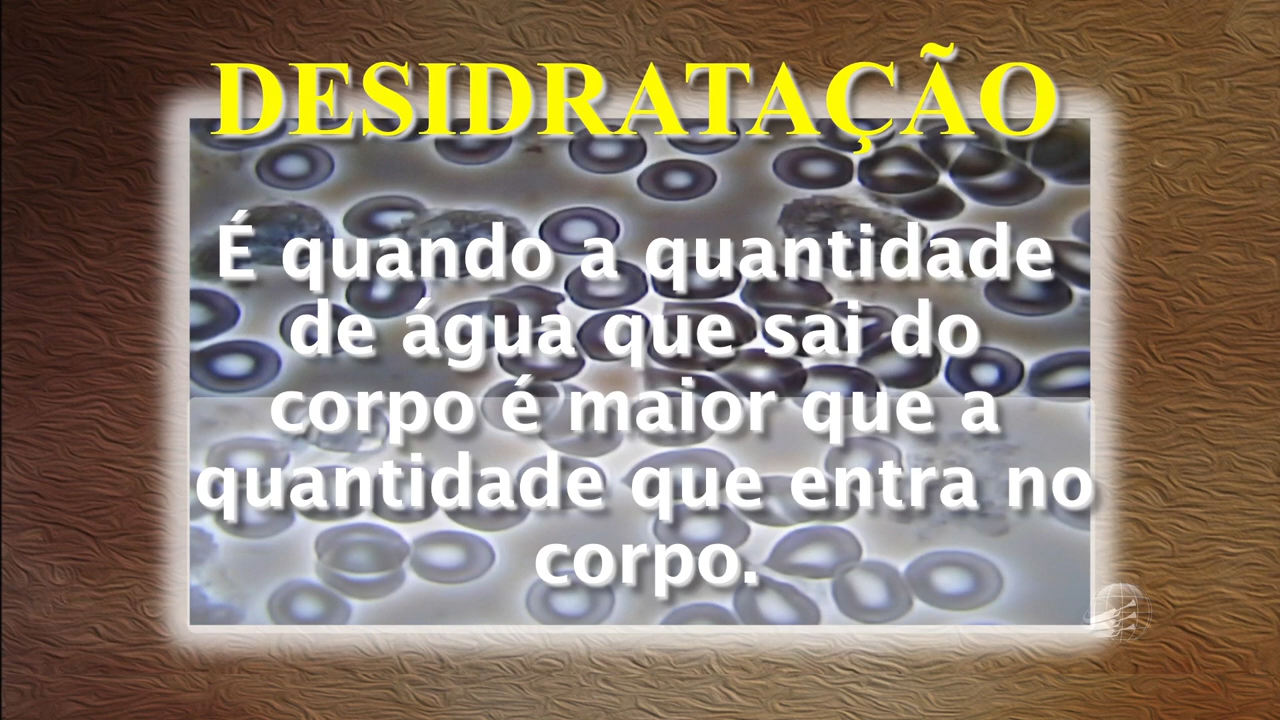 DESIDRATAÇÃO
É quando a quantidade
de água que sai do
corpo é maior que a
quantidade que entra no
corpo.